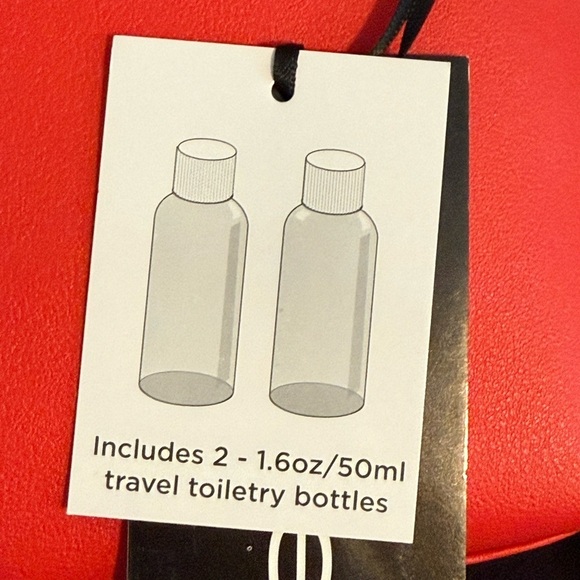 Includes 2 - 1.6oz/50ml
travel toiletry bottles